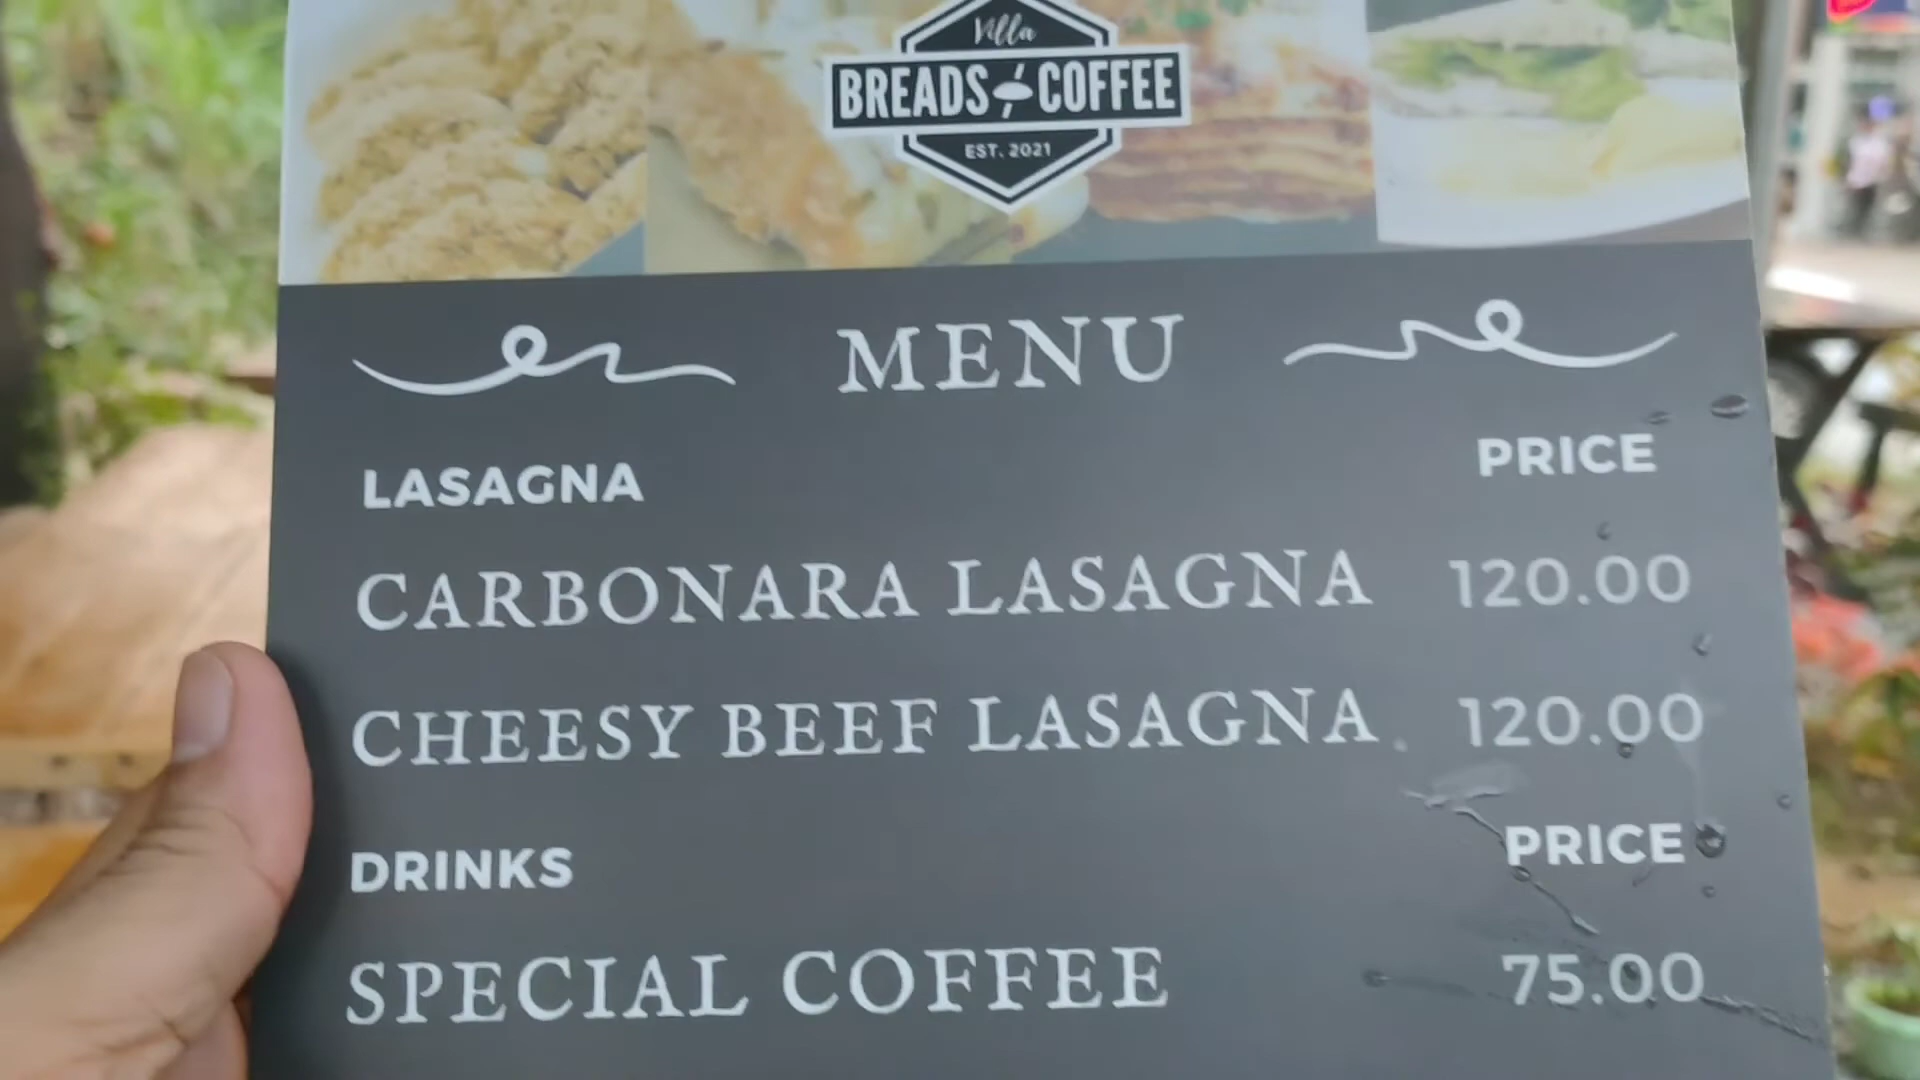 Villa
BREADS COFFEE
EST. 2021
MENU
LASAGNA PRICE
CARBONARA LASAGNA 120.00
CHEESY BEEF LASAGNA 120.00
DRINKS PRICE
SPECIAL COFFEE 75.00